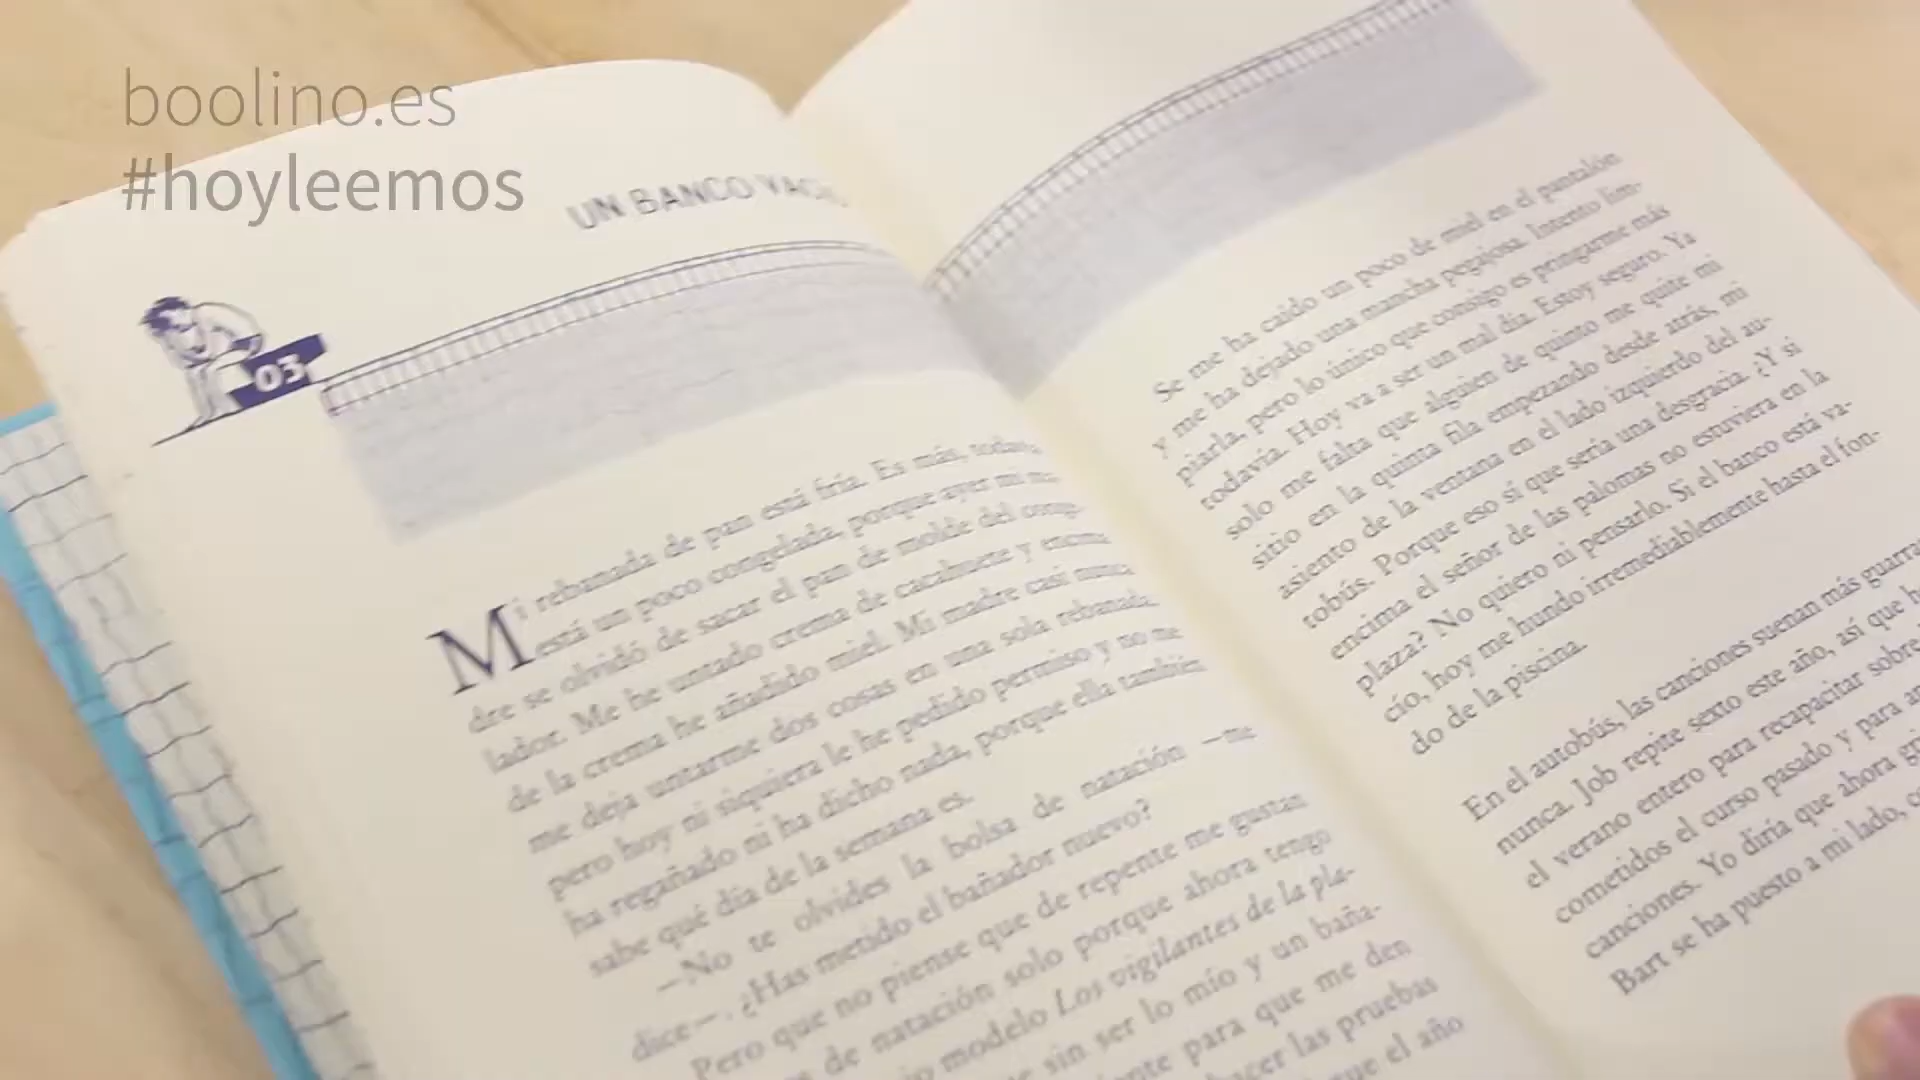 boolino.es
#hoyleemos
UN BANCO
03
Mi rebanada de pan está fría. Es más, todavía
está un poco congelada, porque ayer mi ma-
dre se olvidó de sacar el pan de molde del conge-
lador. Me he untado crema de cacahuete y encima
de la crema he añadido miel. Mi madre casi nunca
me deja untarme dos cosas en una sola rebanada,
pero hoy ni siquiera le he pedido permiso y no me
ha regañado ni ha dicho nada, porque ella también
sabe qué día de la semana es.
—No te olvides la bolsa de natación —me
dice—. ¿Has metido el bañador nuevo?
Pero que no piense que de repente me gustan
de natación solo porque ahora tengo
modelo Los vigilantes de la pla-
sin ser lo mío y un baña-
para que me den
las pruebas
que el año
Se me ha caído un poco de miel en el pantalón
y me ha dejado una mancha pegajosa. Intento lim-
piarla, pero lo único que consigo es pringarme más
todavía. Hoy va a ser un mal día. Estoy seguro. Ya
solo me falta que alguien de quinto me quite mi
sitio en la quinta fila empezando desde atrás, mi
asiento de la ventana en el lado izquierdo del au-
tobús. Porque eso sí que sería una desgracia. ¿Y si
encima el señor de las palomas no estuviera en la
plaza? No quiero ni pensarlo. Si el banco está va-
cío, hoy me hundo irremediablemente hasta el fon-
do de la piscina.
En el autobús, las canciones suenan más guarras
nunca. Job repite sexto este año, así que
el verano entero para recapacitar sobre
cometidos el curso pasado y para
canciones. Yo diría que ahora
Bart se ha puesto a mi lado,